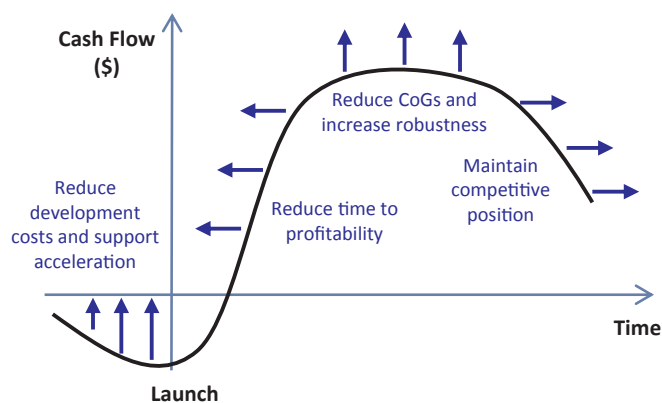 Cash Flow
($)
Reduce CoGs and
increase robustness
Reduce
development
costs and support
acceleration
Reduce time to
profitability
Maintain
competitive
position
Time
Launch